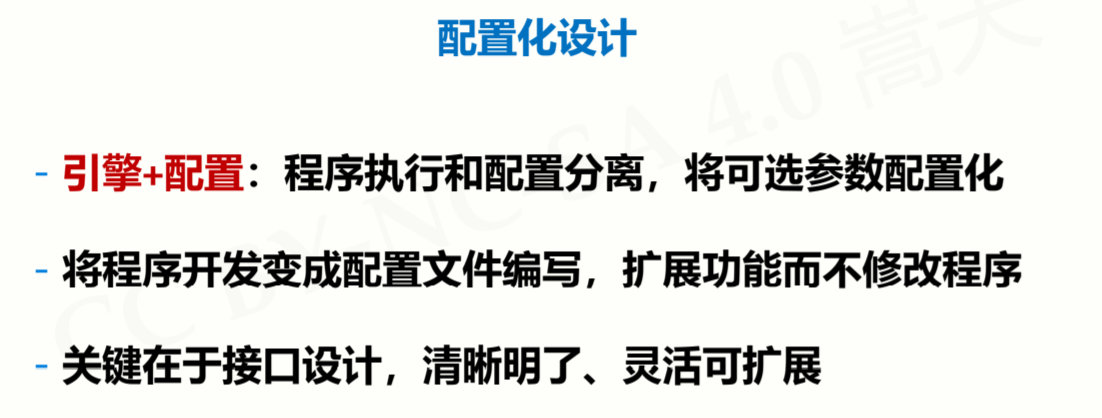 配置化设计
- 引擎+配置：程序执行和配置分离，将可选参数配置化
- 将程序开发变成配置文件编写，扩展功能而不修改程序
- 关键在于接口设计，清晰明了、灵活可扩展
CC BY-NC-SA 4.0 嵩天